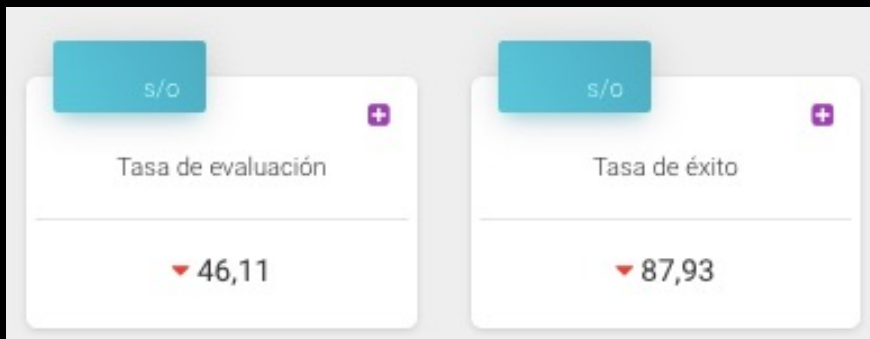 s/o
Tasa de evaluación
46,11
s/o
Tasa de éxito
87,93